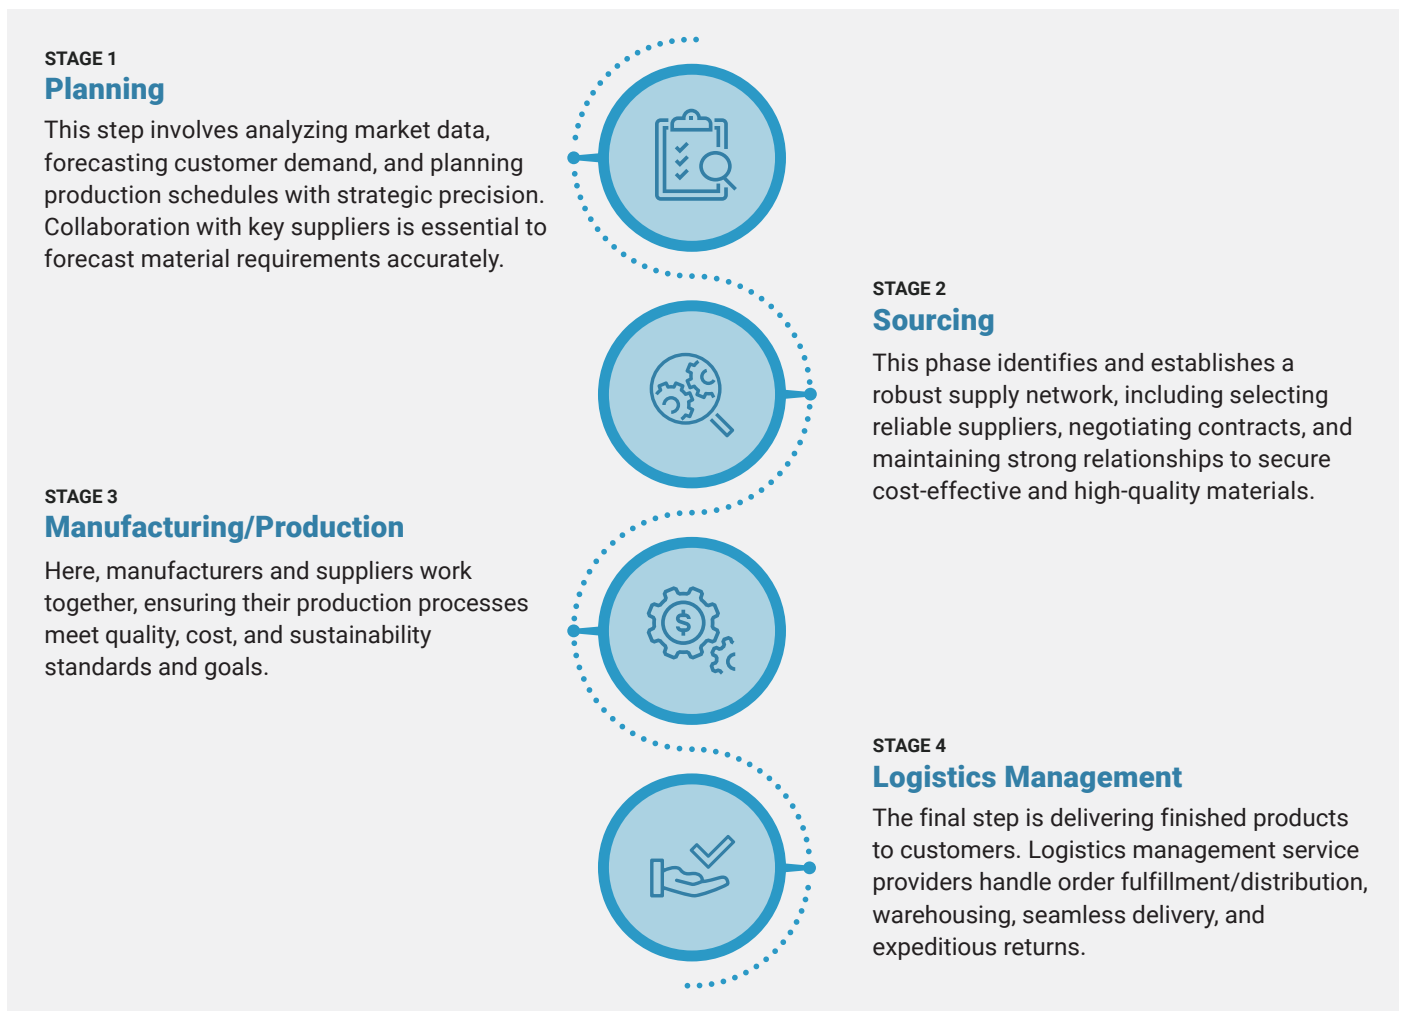 STAGE 1
Planning
This step involves analyzing market data,
forecasting customer demand, and planning
production schedules with strategic precision.
Collaboration with key suppliers is essential to
forecast material requirements accurately.
STAGE 2
Sourcing
This phase identifies and establishes a
robust supply network, including selecting
reliable suppliers, negotiating contracts, and
maintaining strong relationships to secure
cost-effective and high-quality materials.
STAGE 3
Manufacturing/Production
Here, manufacturers and suppliers work
together, ensuring their production processes
meet quality, cost, and sustainability
standards and goals.
$
STAGE 4
Logistics Management
The final step is delivering finished products
to customers. Logistics management service
providers handle order fulfillment/distribution,
warehousing, seamless delivery, and
expeditious returns.